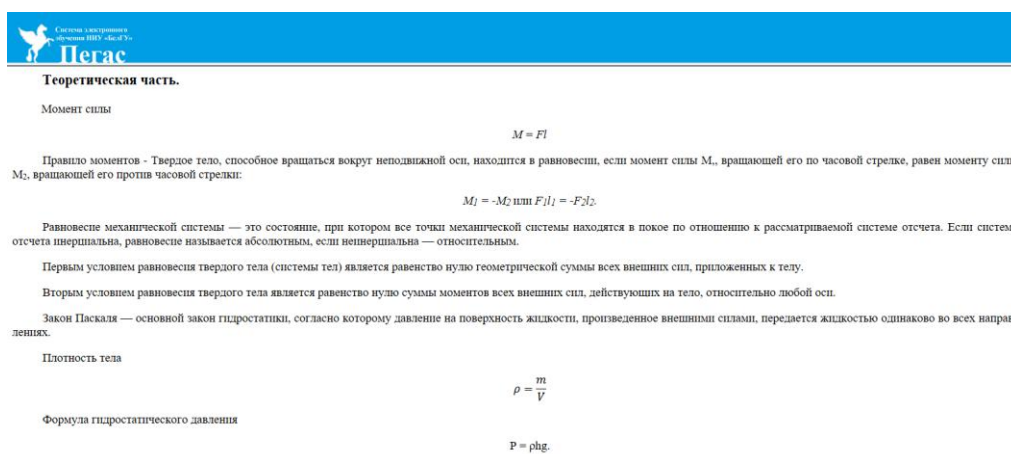 Система электронного
обучения НИУ «БелГУ»
Пегас
Теоретическая часть.
Момент силы
M = Fl
Правило моментов - Твердое тело, способное вращаться вокруг неподвижной оси, находится в равновесии, если момент силы M₁, вращающей его по часовой стрелке, равен моменту сил
M₂, вращающей его против часовой стрелки:
M₁ = -M₂ или F₁l₁ = -F₂l₂.
Равновесие механической системы — это состояние, при котором все точки механической системы находятся в покое по отношению к рассматриваемой системе отсчета. Если систем
отсчета инерциальна, равновесие называется абсолютным, если неинерциальна — относительным.
Первым условием равновесия твердого тела (системы тел) является равенство нулю геометрической суммы всех внешних сил, приложенных к телу.
Вторым условием равновесия твердого тела является равенство нулю суммы моментов всех внешних сил, действующих на тело, относительно любой оси.
Закон Паскаля — основной закон гидростатики, согласно которому давление на поверхность жидкости, произведенное внешними силами, передается жидкостью одинаково во всех направ
лениях.
Плотность тела
ρ = m/V
Формула гидростатического давления
P = ρhg.